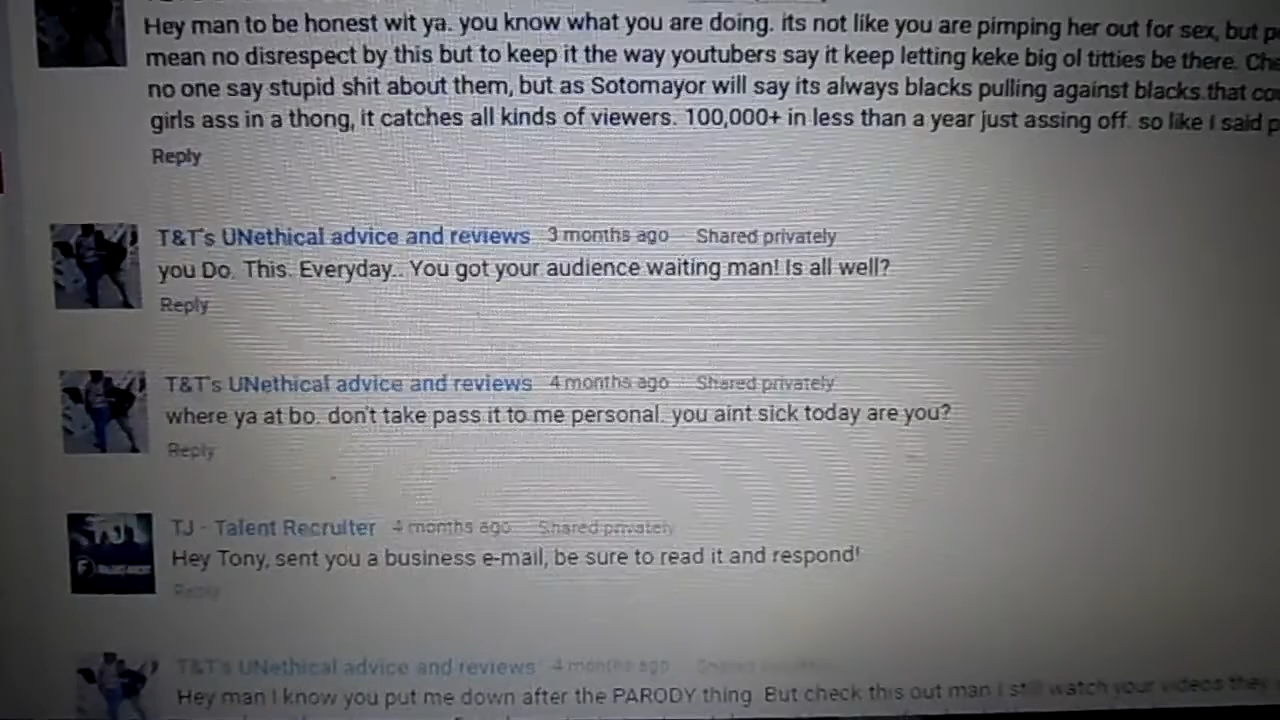 Hey man to be honest wit ya. you know what you are doing. its not like you are pimping her out for sex, but
mean no disrespect by this but to keep it the way youtubers say it keep letting keke big ol titties be there.
no one say stupid shit about them, but as Sotomayor will say its always blacks pulling against blacks.that
girls ass in a thong, it catches all kinds of viewers. 100,000+ in less than a year just assing off. so like I said
Reply
T&T's UNethical advice and reviews 3 months ago Shared privately
you Do. This. Everyday.. You got your audience waiting man! Is all well?
Reply
T&T's UNethical advice and reviews 4 months ago Shared privately
where ya at bo. don't take pass it to me personal. you aint sick today are you?
Reply
TJ - Talent Recruiter 4 months ago Shared privately
Hey Tony, sent you a business e-mail, be sure to read it and respond!
Reply
T&T's UNethical advice and reviews 4 months ago Shared
Hey man I know you put me down after the PARODY thing. But check this out man I still watch your videos they